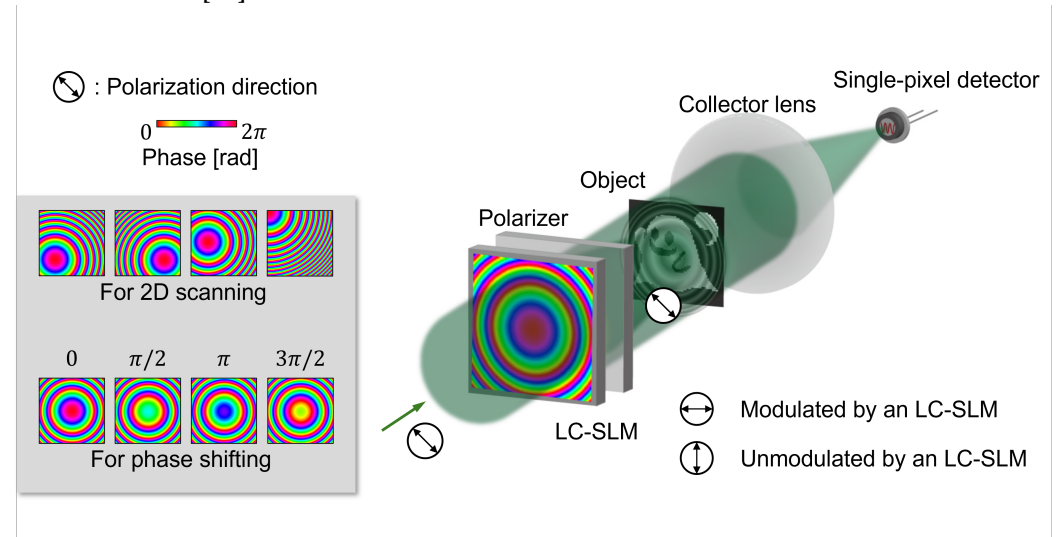 : Polarization direction
0 2π
Phase [rad]
For 2D scanning
0 π/2 π 3π/2
For phase shifting
Single-pixel detector
Collector lens
Object
Polarizer
LC-SLM
Modulated by an LC-SLM
Unmodulated by an LC-SLM